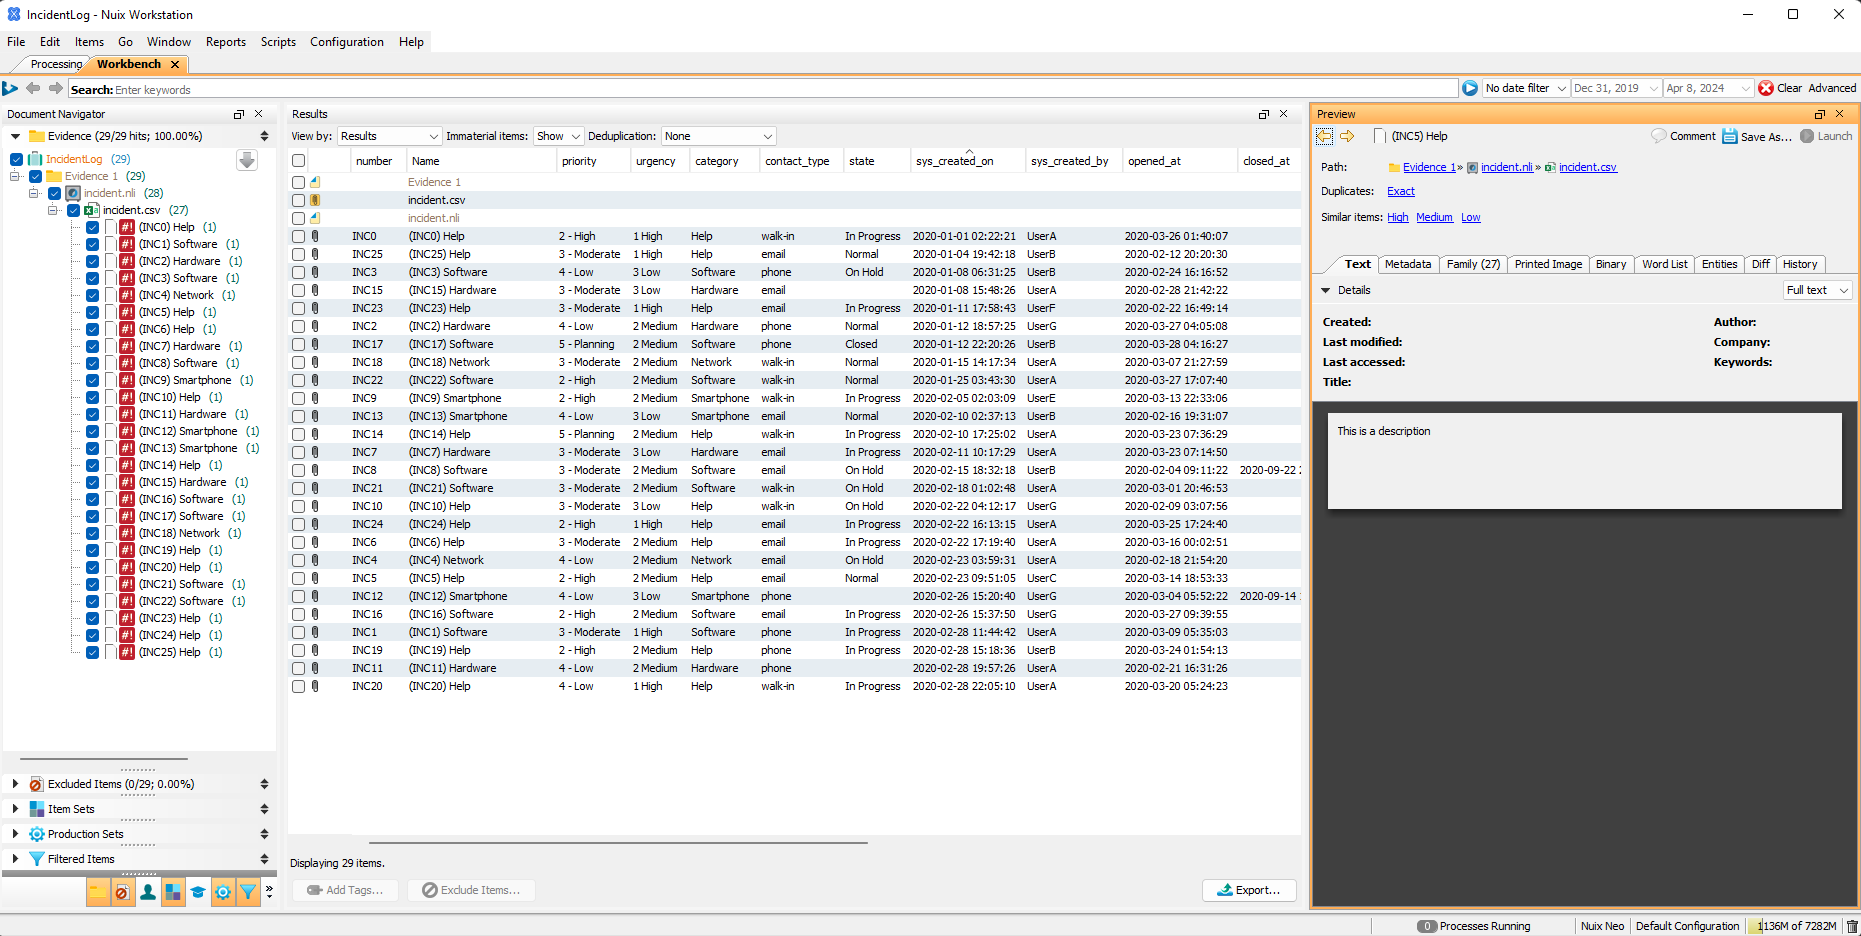 IncidentLog - Nuix Workstation
File Edit Items Go Window Reports Scripts Configuration Help
Processing Workbench
Search: Enter keywords No date filter Dec 31, 2019 Apr 8, 2024 Clear Advanced
Document Navigator
Evidence (29/29 hits; 100.00%)
IncidentLog (29)
Evidence 1 (29)
incident.nli (28)
incident.csv (27)
#! (INC0) Help (1)
#! (INC1) Software (1)
#! (INC2) Hardware (1)
#! (INC3) Software (1)
#! (INC4) Network (1)
#! (INC5) Help (1)
#! (INC6) Help (1)
#! (INC7) Hardware (1)
#! (INC8) Software (1)
#! (INC9) Smartphone (1)
#! (INC10) Help (1)
#! (INC11) Hardware (1)
#! (INC12) Smartphone (1)
#! (INC13) Smartphone (1)
#! (INC14) Help (1)
#! (INC15) Hardware (1)
#! (INC16) Software (1)
#! (INC17) Software (1)
#! (INC18) Network (1)
#! (INC19) Help (1)
#! (INC20) Help (1)
#! (INC21) Software (1)
#! (INC22) Software (1)
#! (INC23) Help (1)
#! (INC24) Help (1)
#! (INC25) Help (1)
Excluded Items (0/29; 0.00%)
Item Sets
Production Sets
Filtered Items
Results
View by: Results Immaterial items: Show Deduplication: None
number Name priority urgency category contact_type state sys_created_on sys_created_by opened_at closed_at
Evidence 1
incident.csv
incident.nli
INC0 (INC0) Help 2 - High 1 High Help walk-in In Progress 2020-01-01 02:22:21 UserA 2020-03-26 01:40:07
INC25 (INC25) Help 3 - Moderate 1 High Help email Normal 2020-01-04 19:42:18 UserB 2020-02-12 20:20:30
INC3 (INC3) Software 4 - Low 3 Low Software phone On Hold 2020-01-08 06:31:25 UserB 2020-02-24 16:16:52
INC15 (INC15) Hardware 3 - Moderate 3 Low Hardware email 2020-01-08 15:48:26 UserA 2020-02-28 21:42:22
INC23 (INC23) Help 3 - Moderate 1 High Help email In Progress 2020-01-11 17:58:43 UserF 2020-02-22 16:49:14
INC2 (INC2) Hardware 4 - Low 2 Medium Hardware phone Normal 2020-01-12 18:57:25 UserG 2020-03-27 04:05:08
INC17 (INC17) Software 5 - Planning 2 Medium Software phone Closed 2020-01-12 22:20:26 UserB 2020-03-28 04:16:27
INC18 (INC18) Network 3 - Moderate 2 Medium Network walk-in Normal 2020-01-15 14:17:34 UserA 2020-03-07 21:27:59
INC22 (INC22) Software 2 - High 2 Medium Software walk-in Normal 2020-01-25 03:43:30 UserA 2020-03-27 17:07:40
INC9 (INC9) Smartphone 2 - High 2 Medium Smartphone walk-in In Progress 2020-02-05 02:03:09 UserE 2020-03-13 22:33:06
INC13 (INC13) Smartphone 4 - Low 3 Low Smartphone email Normal 2020-02-10 02:37:13 UserB 2020-02-16 19:31:07
INC14 (INC14) Help 5 - Planning 2 Medium Help walk-in In Progress 2020-02-10 17:25:02 UserA 2020-03-23 07:36:29
INC7 (INC7) Hardware 3 - Moderate 3 Low Hardware email In Progress 2020-02-11 10:17:29 UserA 2020-03-23 07:14:50
INC8 (INC8) Software 3 - Moderate 2 Medium Software email On Hold 2020-02-15 18:32:18 UserB 2020-02-04 09:11:22 2020-09-22 2
INC21 (INC21) Software 3 - Moderate 2 Medium Software walk-in On Hold 2020-02-18 01:02:48 UserA 2020-03-01 20:46:53
INC10 (INC10) Help 3 - Moderate 3 Low Help walk-in On Hold 2020-02-22 04:12:17 UserG 2020-02-09 03:07:56
INC24 (INC24) Help 2 - High 1 High Help email In Progress 2020-02-22 16:13:15 UserA 2020-03-25 17:24:40
INC6 (INC6) Help 3 - Moderate 2 Medium Help email In Progress 2020-02-22 17:19:40 UserA 2020-03-16 00:02:51
INC4 (INC4) Network 4 - Low 2 Medium Network email On Hold 2020-02-23 03:59:31 UserA 2020-02-18 21:54:20
INC5 (INC5) Help 2 - High 2 Medium Help email Normal 2020-02-23 09:51:05 UserC 2020-03-14 18:53:33
INC12 (INC12) Smartphone 4 - Low 3 Low Smartphone phone 2020-02-26 15:20:40 UserG 2020-03-04 05:52:22 2020-09-14
INC16 (INC16) Software 2 - High 2 Medium Software email In Progress 2020-02-26 15:37:50 UserG 2020-03-27 09:39:55
INC1 (INC1) Software 3 - Moderate 1 High Software phone In Progress 2020-02-28 11:44:42 UserA 2020-03-09 05:35:03
INC19 (INC19) Help 2 - High 2 Medium Help phone In Progress 2020-02-28 15:18:36 UserB 2020-03-24 01:54:13
INC11 (INC11) Hardware 4 - Low 2 Medium Hardware phone 2020-02-28 19:57:26 UserA 2020-02-21 16:31:26
INC20 (INC20) Help 4 - Low 1 High Help walk-in In Progress 2020-02-28 22:05:10 UserA 2020-03-20 05:24:23
Displaying 29 items.
Add Tags... Exclude Items... Export...
Preview
(INC5) Help Comment Save As... Launch
Path: Evidence 1» incident.nli» incident.csv
Duplicates: Exact
Similar items: High Medium Low
Text Metadata Family (27) Printed Image Binary Word List Entities Diff History
Details Full text
Created: Author:
Last modified: Company:
Last accessed: Keywords:
Title:
This is a description
0 Processes Running Nuix Neo Default Configuration 1136M of 7282M